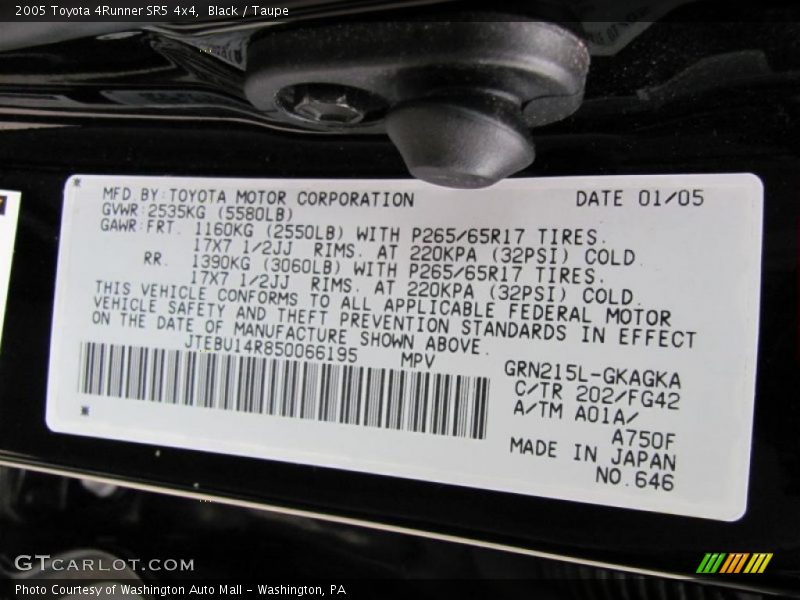 2005 Toyota 4Runner SR5 4x4, Black / Taupe
MFD.BY:TOYOTA MOTOR CORPORATION DATE 01/05
GVWR:2535KG (5580LB)
GAWR:FRT. 1160KG (2550LB) WITH P265/65R17 TIRES.
17X7 1/2JJ RIMS. AT 220KPA (32PSI) COLD.
RR. 1390KG (3060LB) WITH P265/65R17 TIRES.
17X7 1/2JJ RIMS. AT 220KPA (32PSI) COLD.
THIS VEHICLE CONFORMS TO ALL APPLICABLE FEDERAL MOTOR
VEHICLE SAFETY AND THEFT PREVENTION STANDARDS IN EFFECT
ON THE DATE OF MANUFACTURE SHOWN ABOVE.
JTEBU14R850066195 MPV
GRN215L-GKAGKA
C/TR 202/FG42
A/TM A01A/
A750F
MADE IN JAPAN
NO.646
GTCARLOT.COM
Photo Courtesy of Washington Auto Mall - Washington, PA